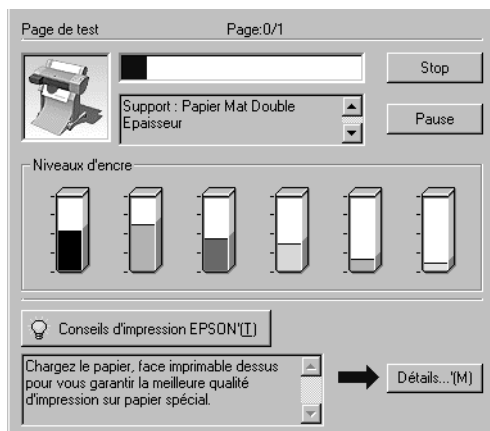 Page de test Page:0/1
Stop
Support : Papier Mat Double
Epaisseur
Pause
Niveaux d'encre
Conseils d'impression EPSON'(T)
Chargez le papier, face imprimable dessus
pour vous garantir la meilleure qualité
d'impression sur papier spécial.
Détails...'(M)